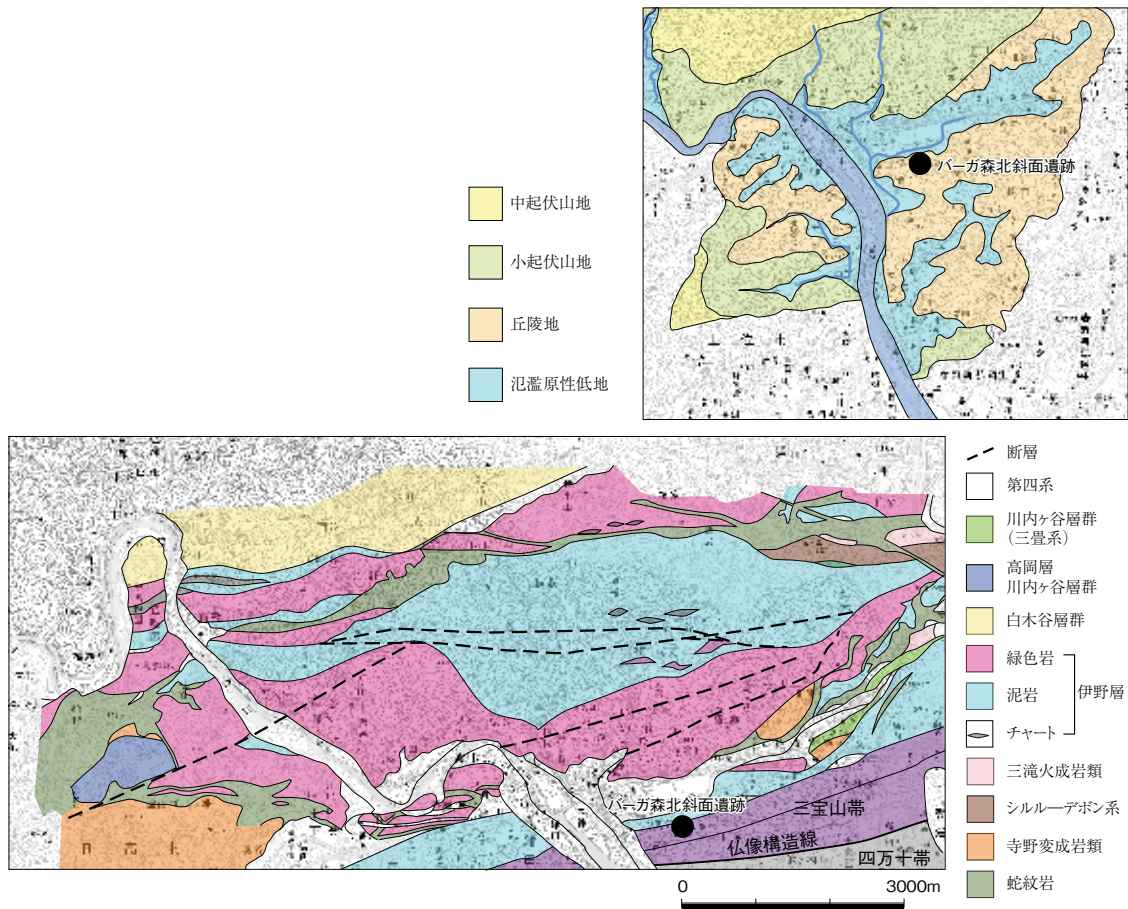 バーガ森北斜面遺跡
中起伏山地
小起伏山地
丘陵地
氾濫原性低地
断層
第四系
川内ヶ谷層群
(三畳系)
高岡層
川内ヶ谷層群
白木谷層群
緑色岩
泥岩
伊野層
チャート
三滝火成岩類
シルル―デボン系
寺野変成岩類
蛇紋岩
バーガ森北斜面遺跡
三宝山帯
仏像構造線
四万十帯
0
3000m